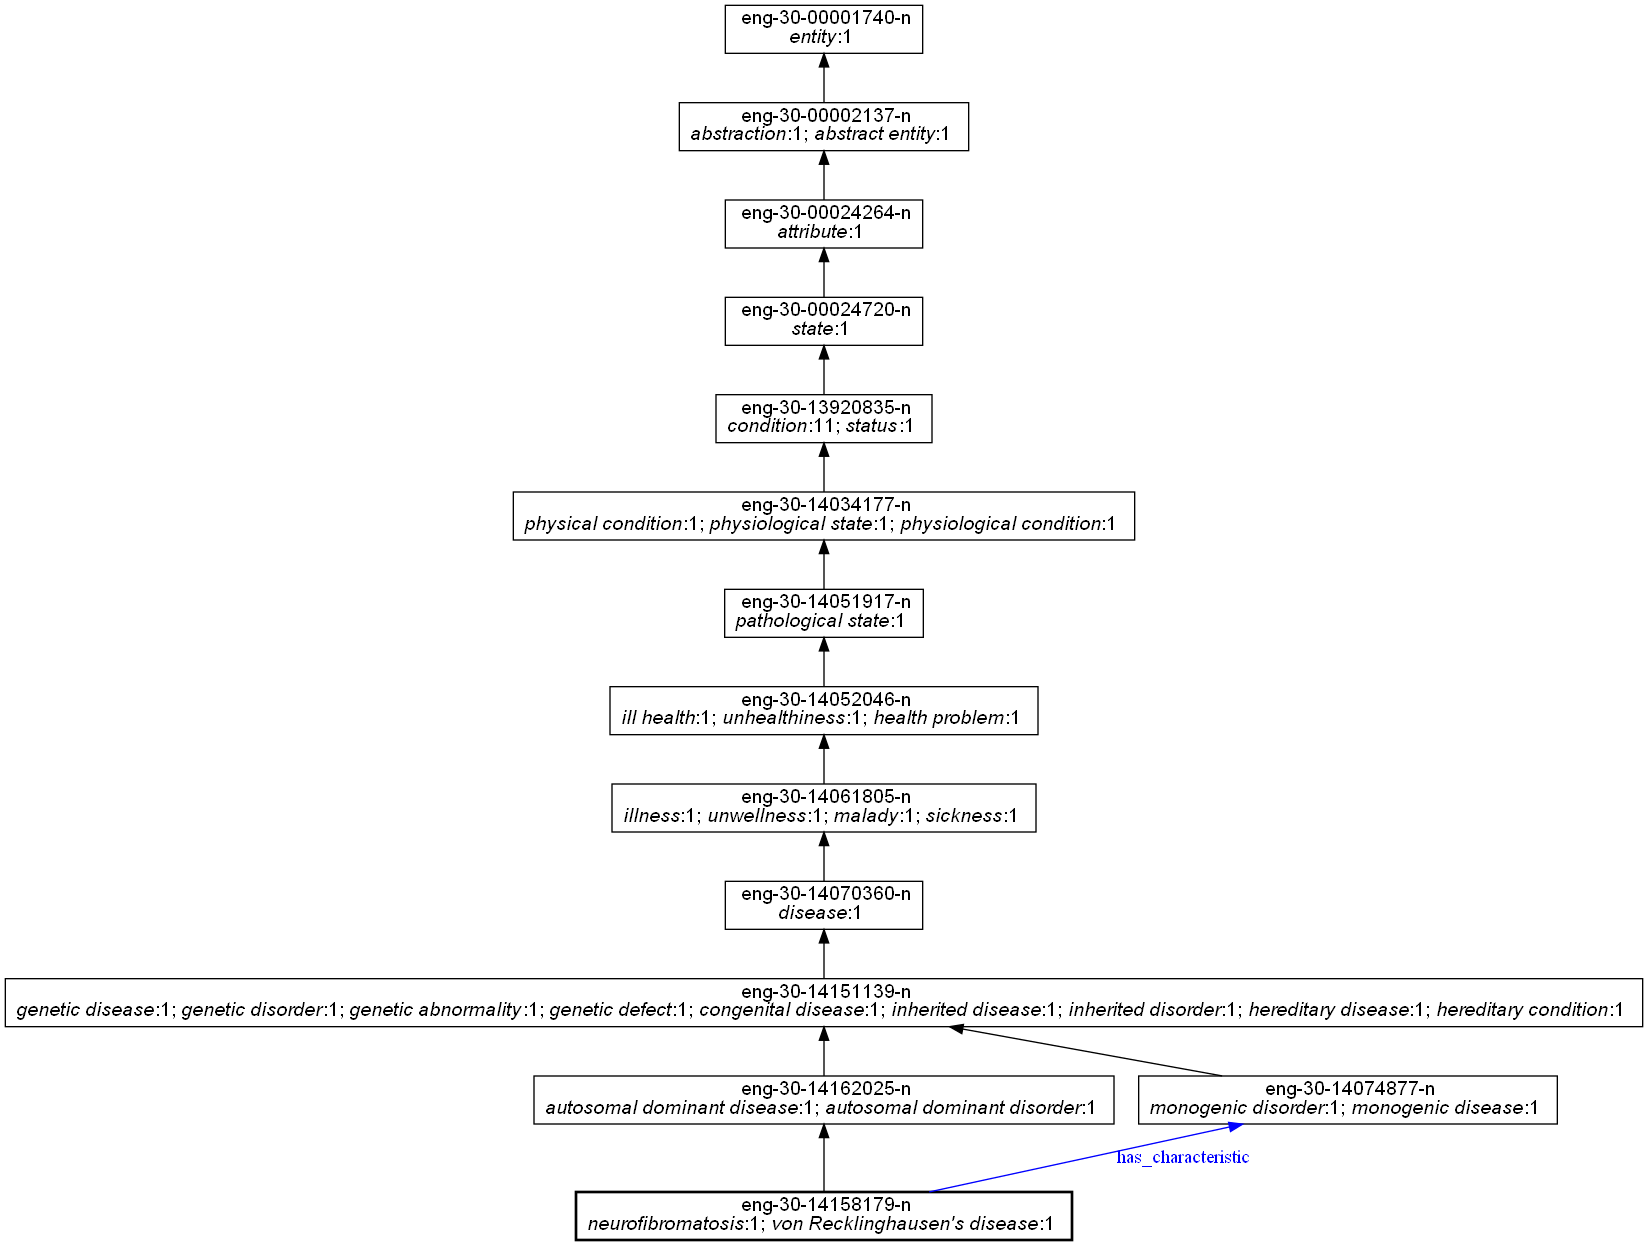 eng-30-00001740-n
entity:1
eng-30-00002137-n
abstraction:1; abstract entity:1
eng-30-00024264-n
attribute:1
eng-30-00024720-n
state:1
eng-30-13920835-n
condition:11; status:1
eng-30-14034177-n
physical condition:1; physiological state:1; physiological condition:1
eng-30-14051917-n
pathological state:1
eng-30-14052046-n
ill health:1; unhealthiness:1; health problem:1
eng-30-14061805-n
illness:1; unwellness:1; malady:1; sickness:1
eng-30-14070360-n
disease:1
eng-30-14151139-n
genetic disease:1; genetic disorder:1; genetic abnormality:1; genetic defect:1; congenital disease:1; inherited disease:1; inherited disorder:1; hereditary disease:1; hereditary condition:1
eng-30-14162025-n
autosomal dominant disease:1; autosomal dominant disorder:1
eng-30-14074877-n
monogenic disorder:1; monogenic disease:1
has_characteristic
eng-30-14158179-n
neurofibromatosis:1; von Recklinghausen's disease:1